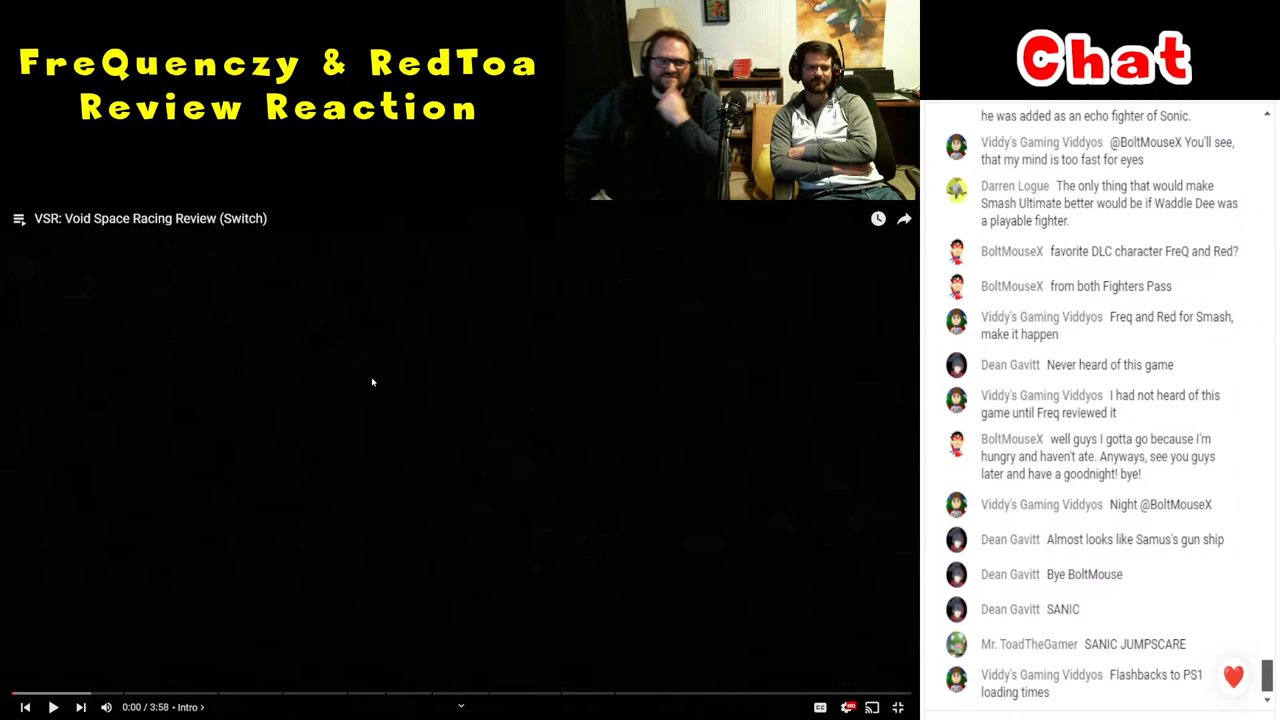 FreQuenczy & RedToa
Review Reaction
Chat
VSR: Void Space Racing Review (Switch)
0:00 / 3:58 • Intro >
CC
HD
he was added as an echo fighter of Sonic.
Viddy's Gaming Viddyos @BoltMouseX You'll see,
that my mind is too fast for eyes
Darren Logue The only thing that would make
Smash Ultimate better would be if Waddle Dee was
a playable fighter.
BoltMouseX favorite DLC character FreQ and Red?
BoltMouseX from both Fighters Pass
Viddy's Gaming Viddyos Freq and Red for Smash,
make it happen
Dean Gavitt Never heard of this game
Viddy's Gaming Viddyos I had not heard of this
game until Freq reviewed it
BoltMouseX well guys I gotta go because I'm
hungry and haven't ate. Anyways, see you guys
later and have a goodnight! bye!
Viddy's Gaming Viddyos Night @BoltMouseX
Dean Gavitt Almost looks like Samus's gun ship
Dean Gavitt Bye BoltMouse
Dean Gavitt SANIC
Mr. ToadTheGamer SANIC JUMPSCARE
Viddy's Gaming Viddyos Flashbacks to PS1
loading times